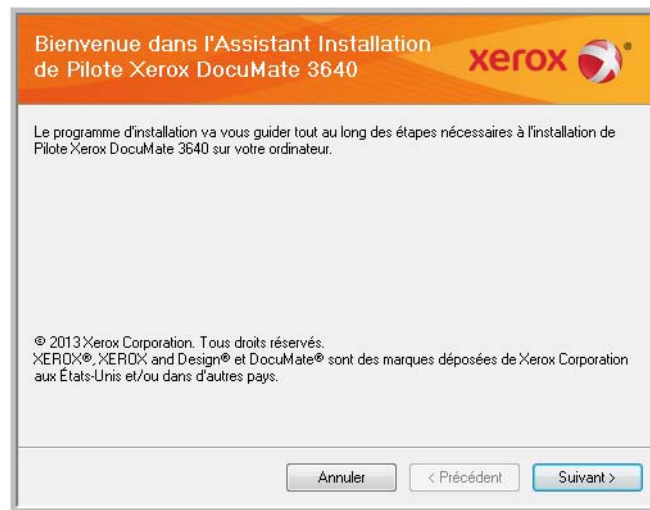 Bienvenue dans l'Assistant Installation
de Pilote Xerox DocuMate 3640
xerox
Le programme d'installation va vous guider tout au long des étapes nécessaires à l'installation de
Pilote Xerox DocuMate 3640 sur votre ordinateur.
© 2013 Xerox Corporation. Tous droits réservés.
XEROX®, XEROX and Design® et DocuMate® sont des marques déposées de Xerox Corporation
aux États-Unis et/ou dans d'autres pays.
Annuler
< Précédent
Suivant >